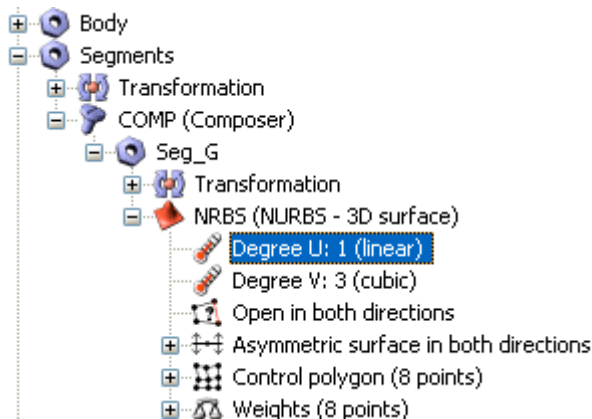 Body
Segments
Transformation
COMP (Composer)
Seg_G
Transformation
NRBS (NURBS - 3D surface)
Degree U: 1 (linear)
Degree V: 3 (cubic)
Open in both directions
Asymmetric surface in both directions
Control polygon (8 points)
Weights (8 points)